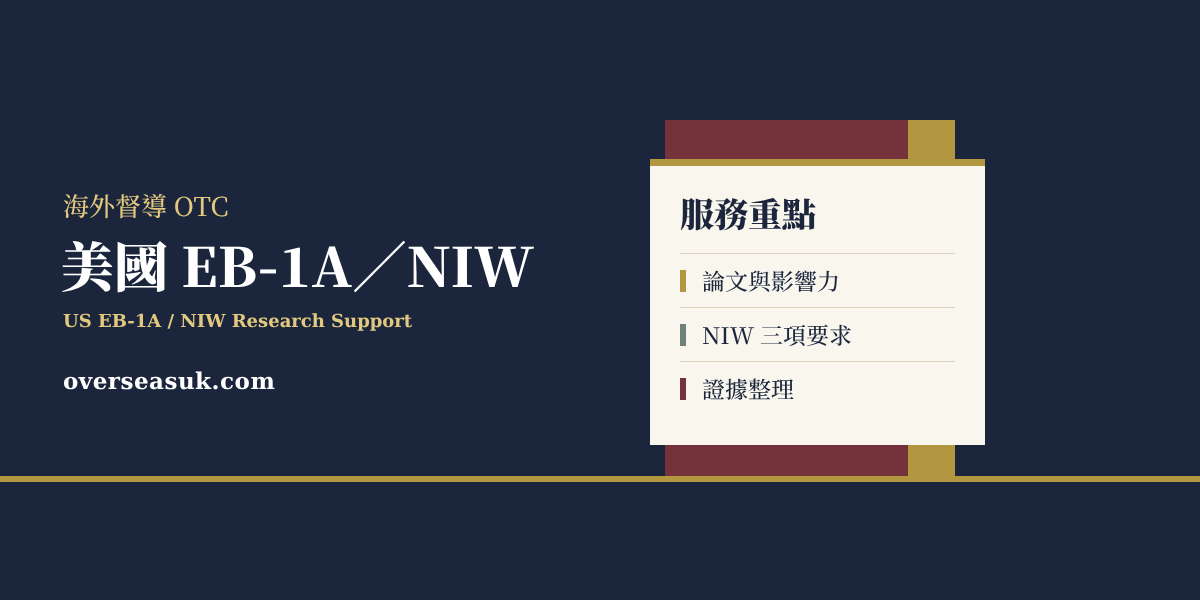 海外督導 OTC
美國 EB-1A／NIW
US EB-1A / NIW Research Support
overseasuk.com
服務重點
論文與影響力
NIW 三項要求
證據整理